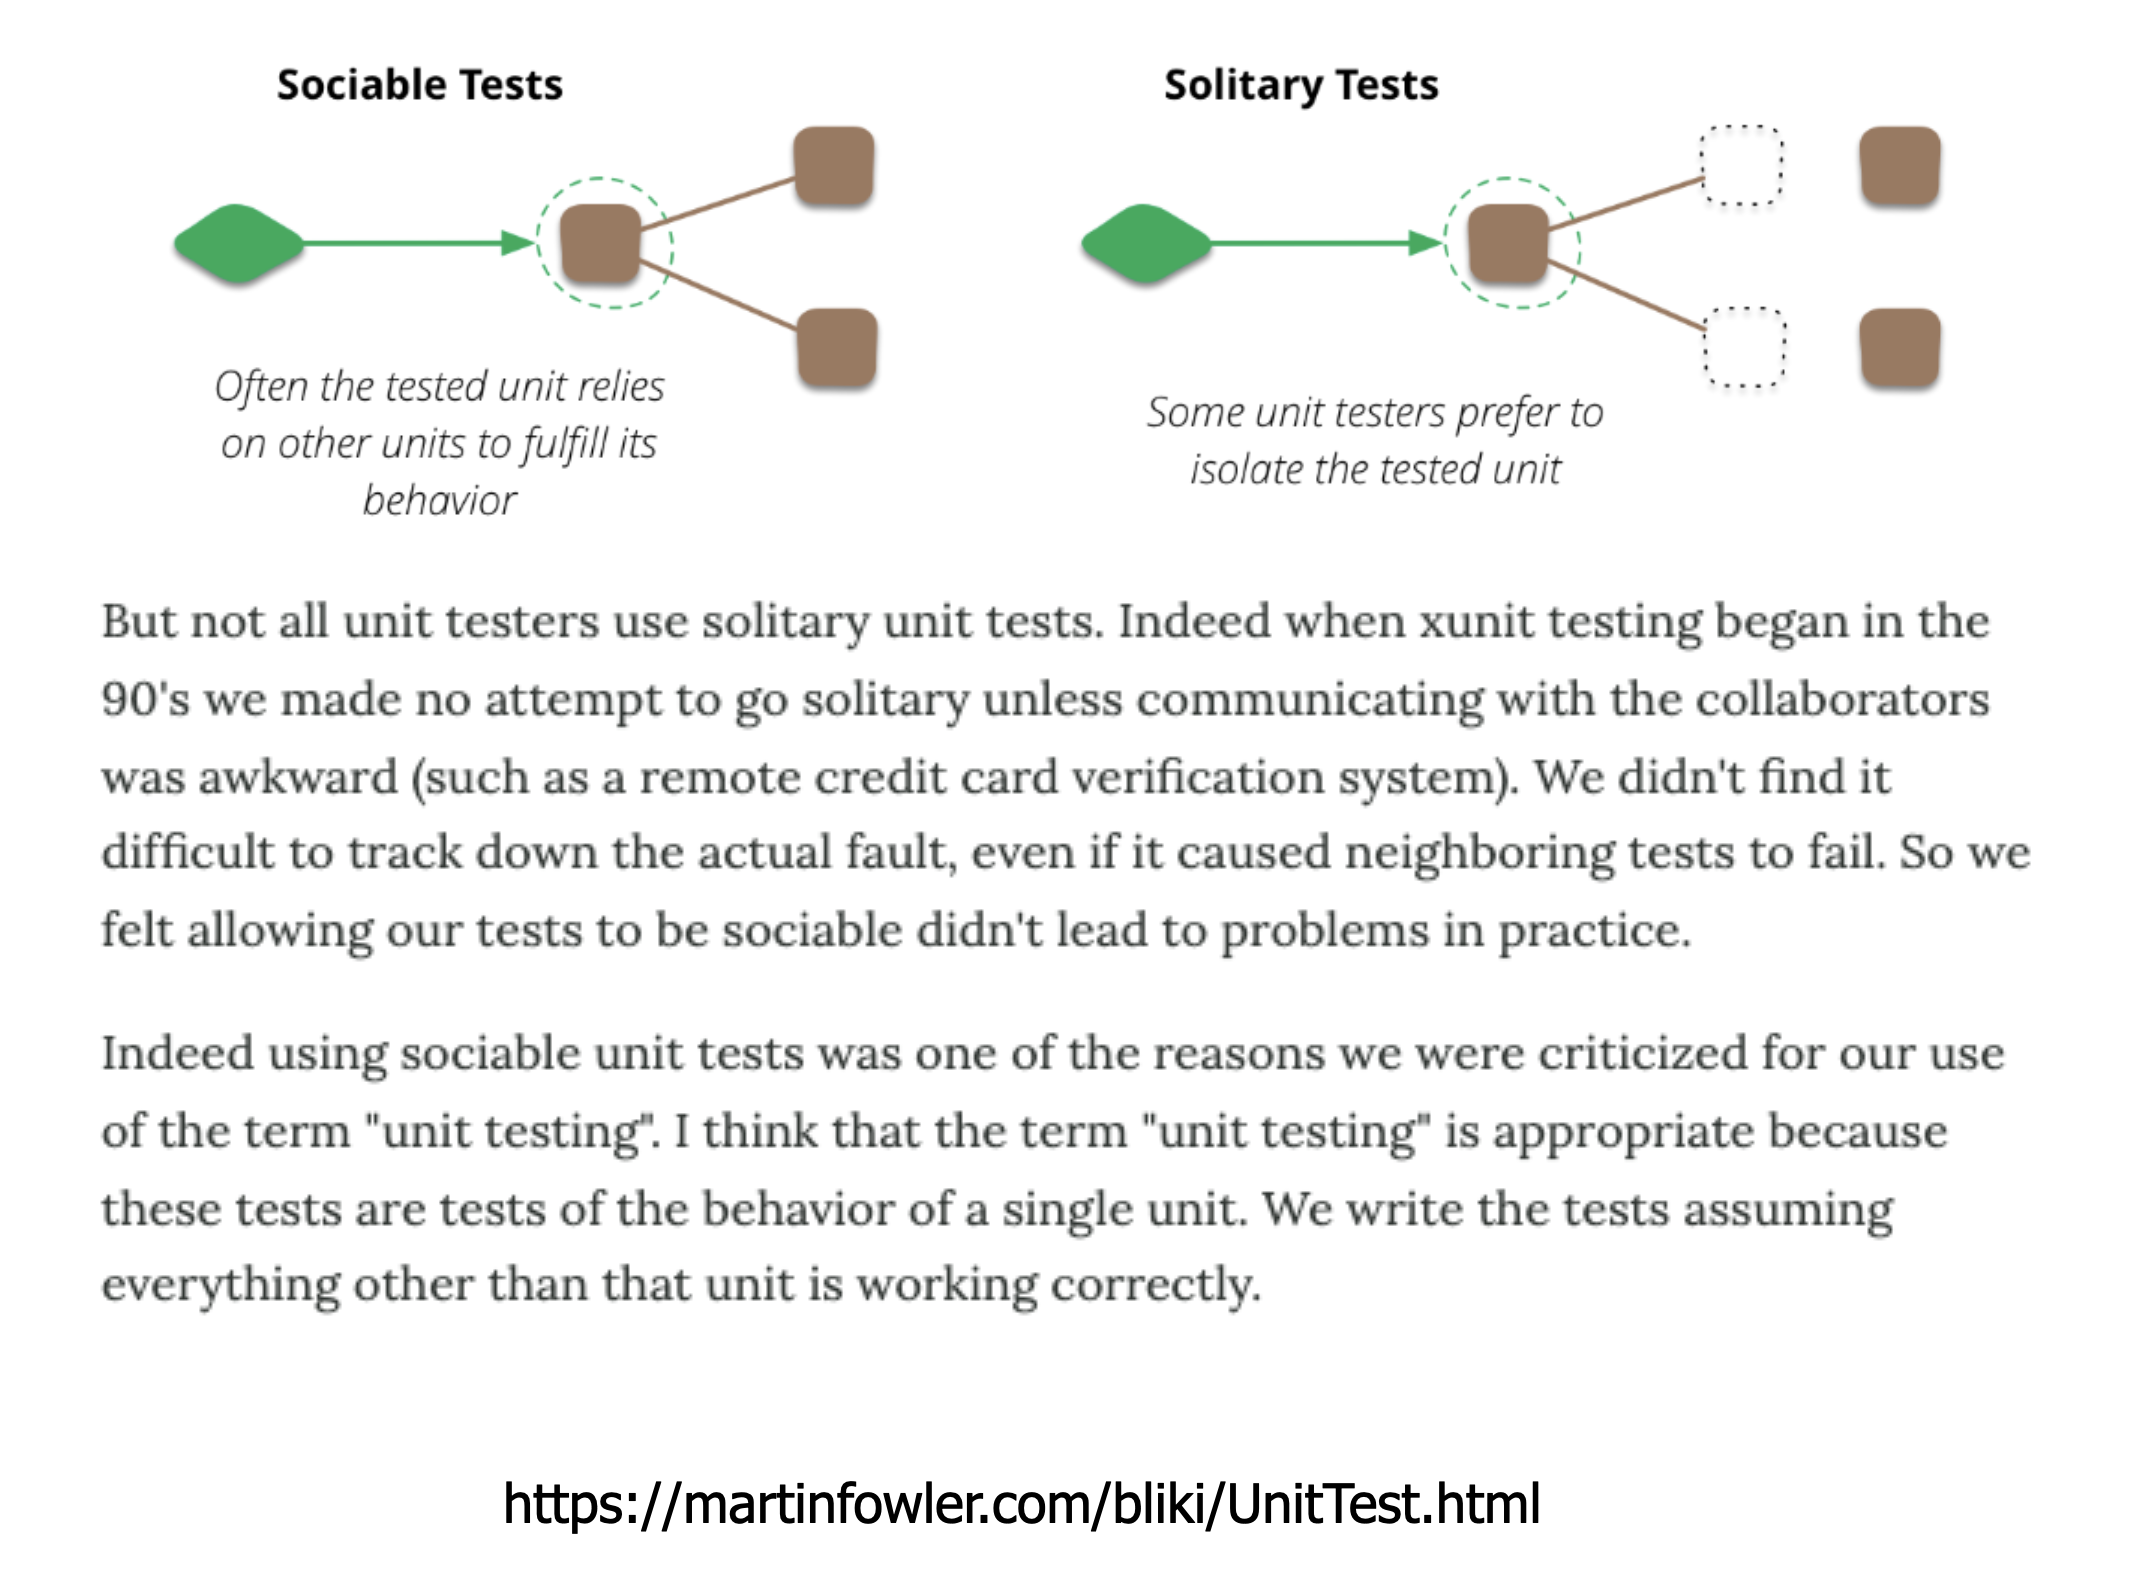 Sociable Tests
Solitary Tests
Often the tested unit relies
on other units to fulfill its
behavior
Some unit testers prefer to
isolate the tested unit
But not all unit testers use solitary unit tests. Indeed when xunit testing began in the
90's we made no attempt to go solitary unless communicating with the collaborators
was awkward (such as a remote credit card verification system). We didn't find it
difficult to track down the actual fault, even if it caused neighboring tests to fail. So we
felt allowing our tests to be sociable didn't lead to problems in practice.
Indeed using sociable unit tests was one of the reasons we were criticized for our use
of the term "unit testing". I think that the term "unit testing" is appropriate because
these tests are tests of the behavior of a single unit. We write the tests assuming
everything other than that unit is working correctly.
https://martinfowler.com/bliki/UnitTest.html